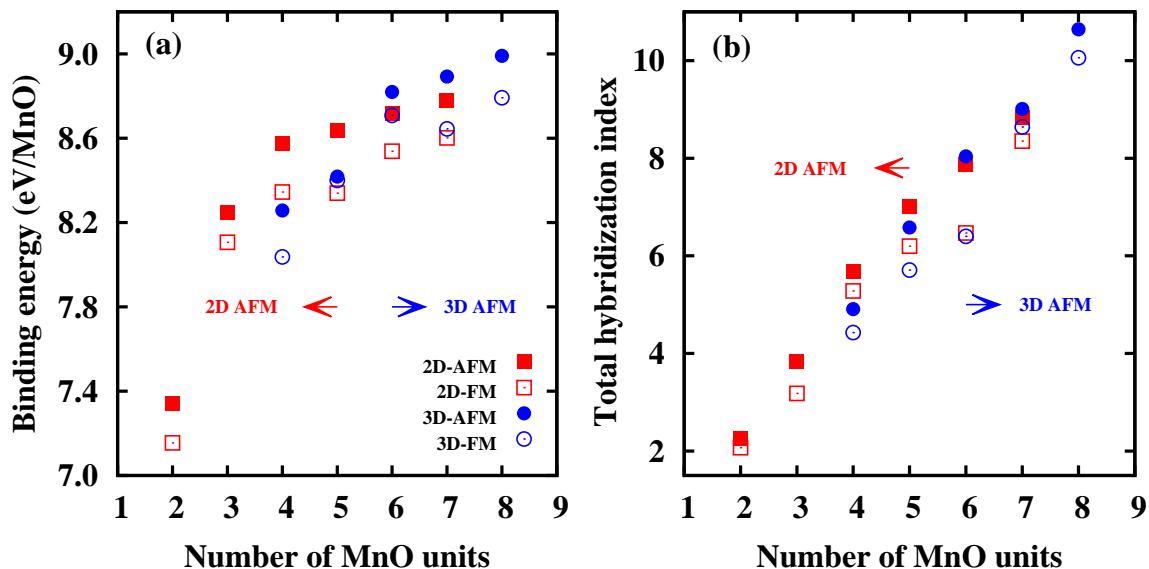 (a)
Binding energy (eV/MnO)
9.0
8.6
8.2
7.8
7.4
7.0
2D AFM
3D AFM
2D-AFM
2D-FM
3D-AFM
3D-FM
1 2 3 4 5 6 7 8 9
Number of MnO units
(b)
Total hybridization index
10
8
6
4
2
2D AFM
3D AFM
1 2 3 4 5 6 7 8 9
Number of MnO units